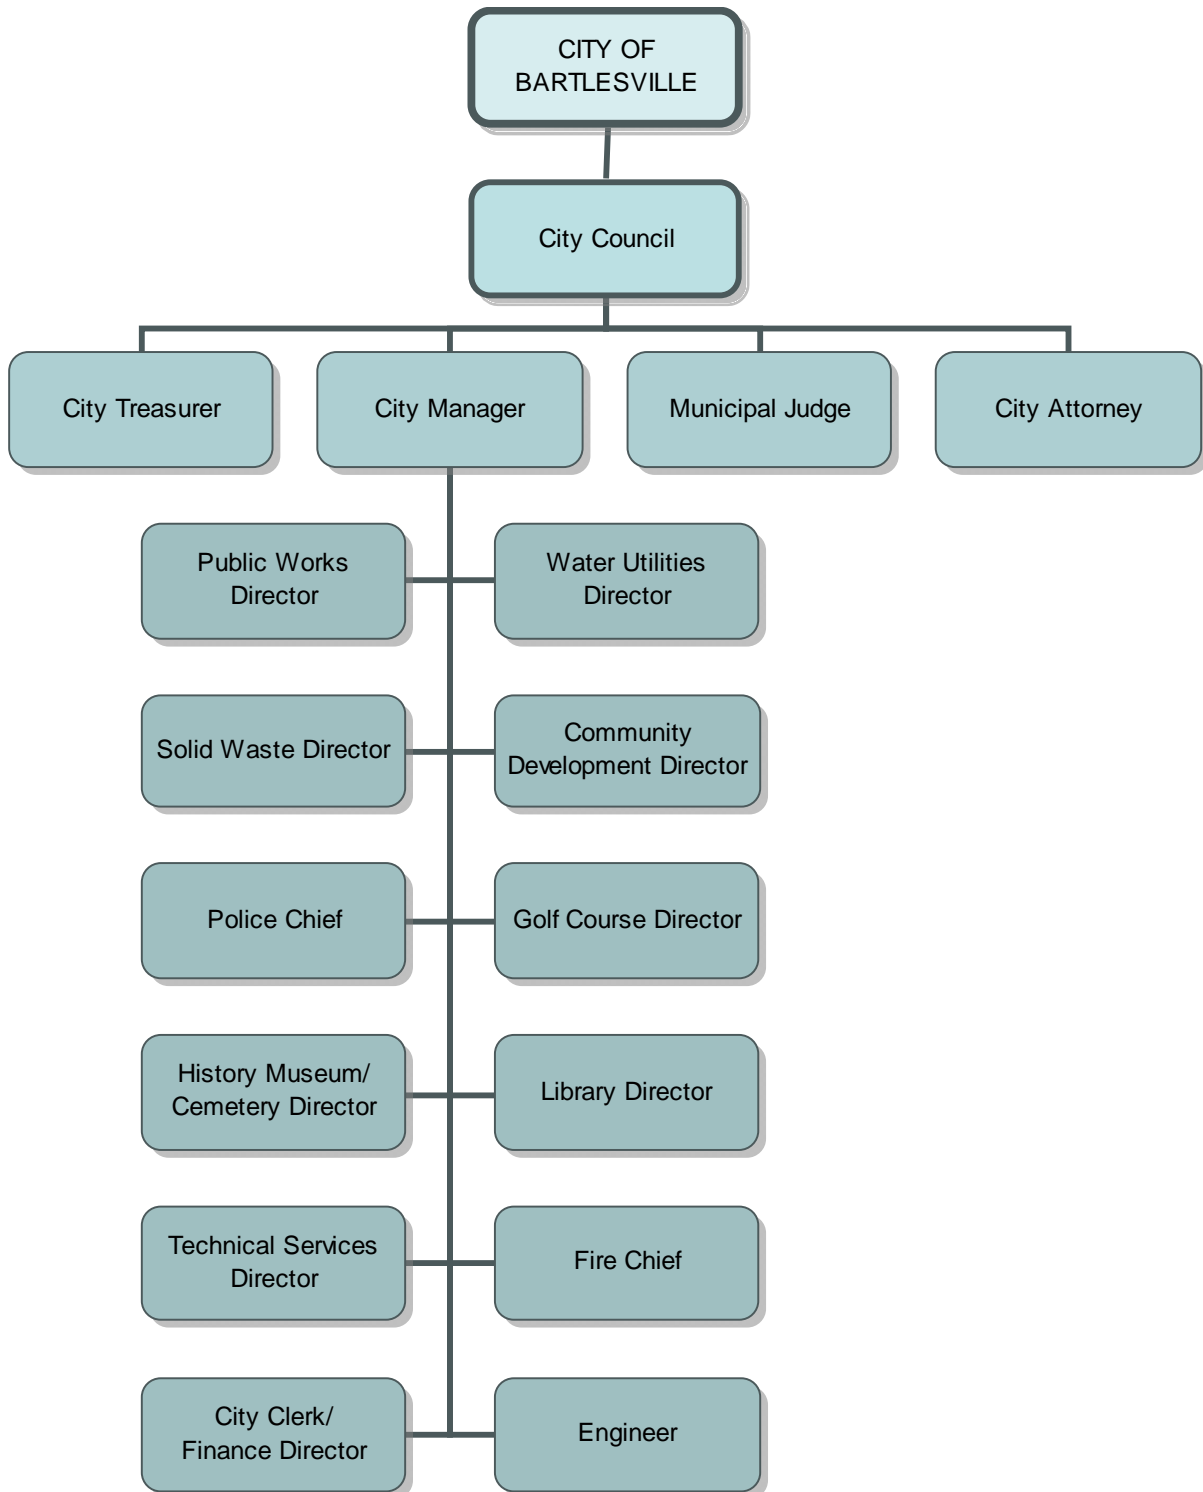 CITY OF
BARTLESVILLE
City Council
City Treasurer
City Manager
Municipal Judge
City Attorney
Public Works
Director
Water Utilities
Director
Solid Waste Director
Community
Development Director
Police Chief
Golf Course Director
History Museum/
Cemetery Director
Library Director
Technical Services
Director
Fire Chief
City Clerk/
Finance Director
Engineer